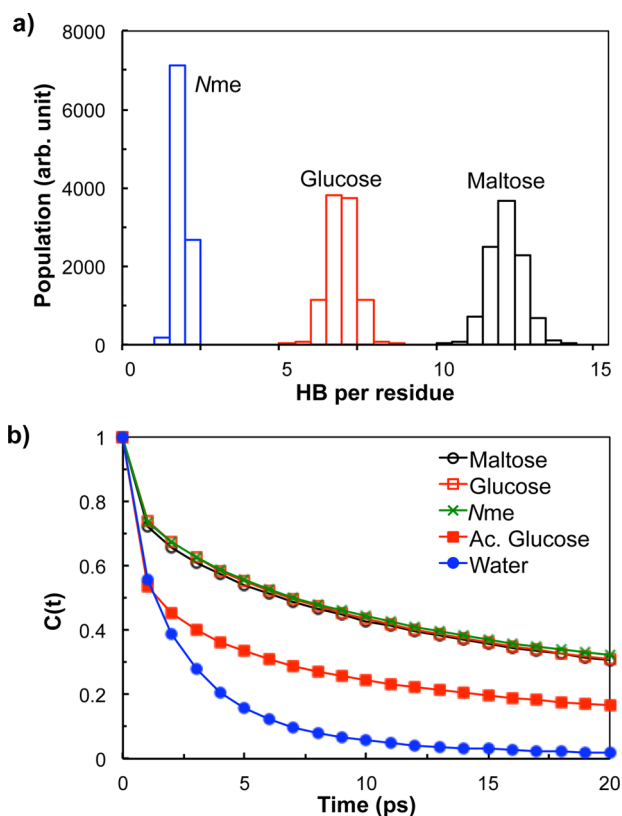 a)
8000
6000
4000
2000
0
Population (arb. unit)
Nme
Glucose
Maltose
0 5 10 15
HB per residue
b)
1
0.8
0.6
0.4
0.2
0
C(t)
Maltose
Glucose
Nme
Ac. Glucose
Water
0 5 10 15 20
Time (ps)